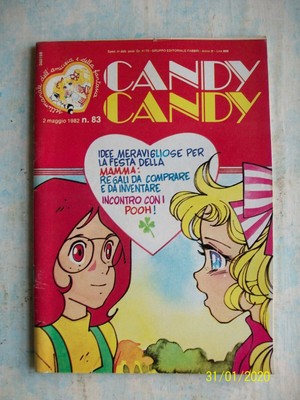 CANDY
CANDY
2 maggio 1982 n. 83
IDEE MERAVIGLIOSE PER
LA FESTA DELLA
MAMMA:
REGALI DA COMPRARE
E DA INVENTARE
INCONTRO CON I
POOH!
31/01/2020